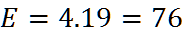 E = 4.19 = 76